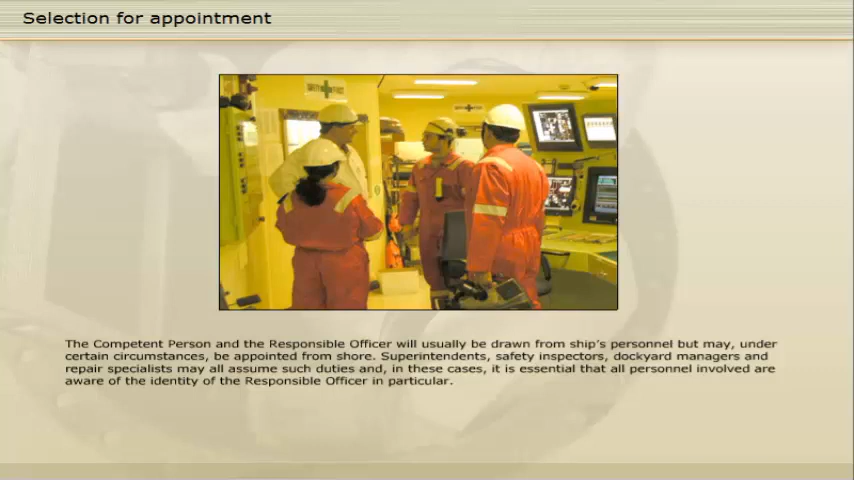 Selection for appointment
The Competent Person and the Responsible Officer will usually be drawn from ship's personnel but may, under
certain circumstances, be appointed from shore. Superintendents, safety inspectors, dockyard managers and
repair specialists may all assume such duties and, in these cases, it is essential that all personnel involved are
aware of the identity of the Responsible Officer in particular.